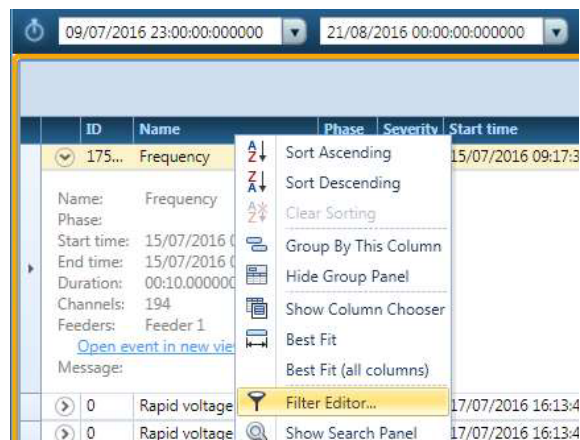 09/07/2016 23:00:00:000000 21/08/2016 00:00:00:000000
ID Name Phase Severity Start time
175... Frequency 15/07/2016 09:17:3
Sort Ascending
Sort Descending
Clear Sorting
Group By This Column
Hide Group Panel
Show Column Chooser
Best Fit
Best Fit (all columns)
Filter Editor...
Show Search Panel
Name: Frequency
Phase:
Start time: 15/07/2016
End time: 15/07/2016
Duration: 00:10.000000
Channels: 194
Feeders: Feeder 1
Open event in new
Message:
0 Rapid voltage 17/07/2016 16:13:4
0 Rapid voltage 17/07/2016 16:13:4